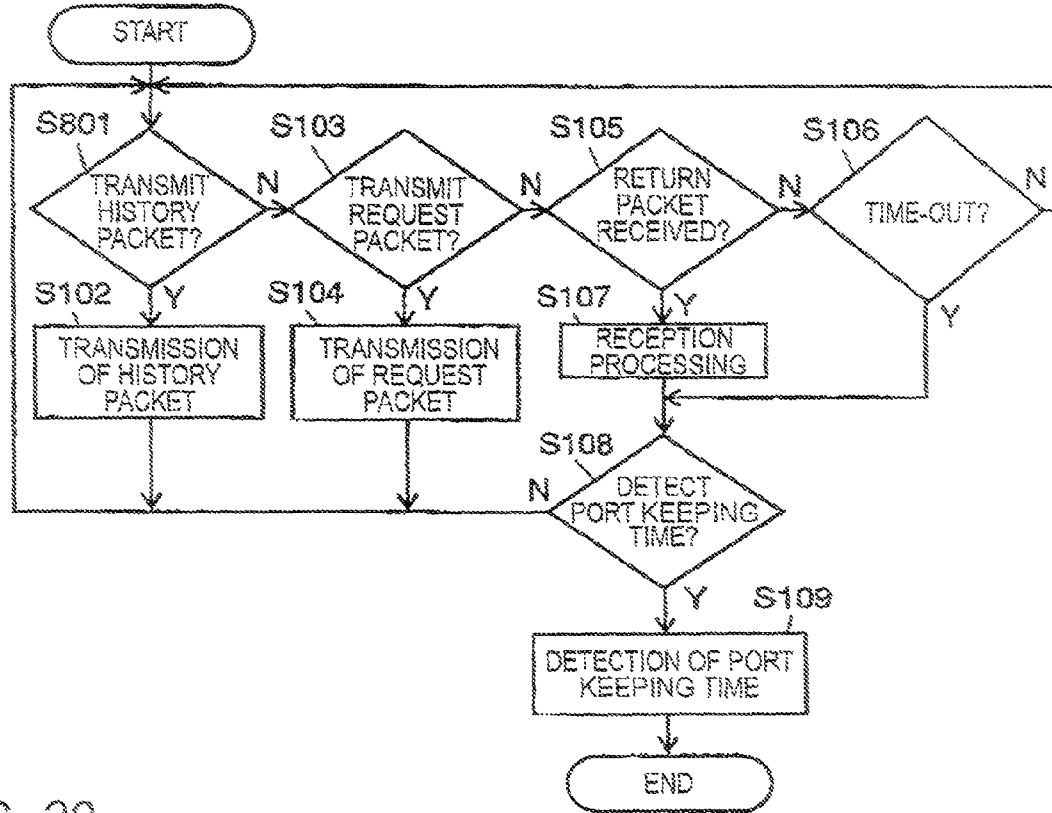 START
S801
S103
S105
S106
TRANSMIT
HISTORY
PACKET?
N
TRANSMIT
REQUEST
PACKET?
N
RETURN
PACKET
RECEIVED?
N
TIME-OUT?
N
S102
Y
S104
Y
S107
Y
Y
TRANSMISSION
OF HISTORY
PACKET
TRANSMISSION
OF REQUEST
PACKET
RECEPTION
PROCESSING
S108
N
DETECT
PORT KEEPING
TIME?
Y
S109
DETECTION OF PORT
KEEPING TIME
END